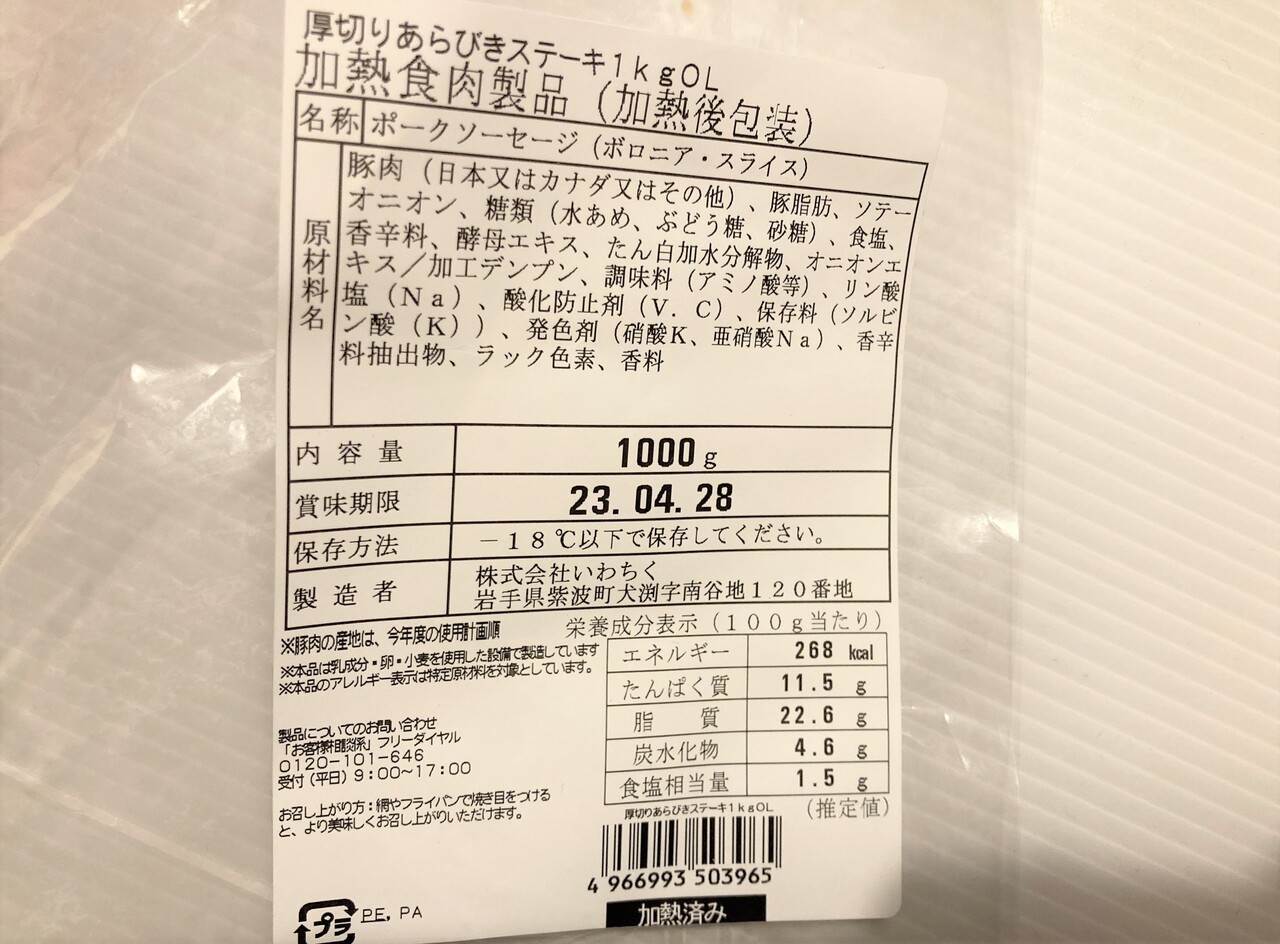 厚切りあらびきステーキ1kgOL
加熱食肉製品（加熱後包装）
名称 ポークソーセージ（ボロニア・スライス）
原材料名
豚肉（日本又はカナダ又はその他）、豚脂肪、ソテー
オニオン、糖類（水あめ、ぶどう糖、砂糖）、食塩、
香辛料、酵母エキス、たん白加水分解物、オニオンエ
キス／加工デンプン、調味料（アミノ酸等）、リン酸
塩（Na）、酸化防止剤（V．C）、保存料（ソルビ
ン酸（K））、発色剤（硝酸K、亜硝酸Na）、香辛
料抽出物、ラック色素、香料
内容量 1000 g
賞味期限 23. 04. 28
保存方法 －18℃以下で保存してください。
製造者 株式会社いわちく
岩手県紫波町犬渕字南谷地120番地
※豚肉の産地は、今年度の使用計画順
※本品は乳成分・卵・小麦を使用した設備で製造しています
※本品のアレルギー表示は特定原材料を対象としています。
栄養成分表示（100g当たり）
エネルギー 268 kcal
たんぱく質 11.5 g
脂質 22.6 g
炭水化物 4.6 g
食塩相当量 1.5 g
（推定値）
製品についてのお問い合わせ
「お客様相談係」フリーダイヤル
0120-101-646
受付（平日）9：00～17：00
お召し上がり方：網やフライパンで焼き目をつける
と、より美味しくお召し上がりいただけます。
厚切りあらびきステーキ1kgOL
4 966993 503965
加熱済み
プラ PE, PA